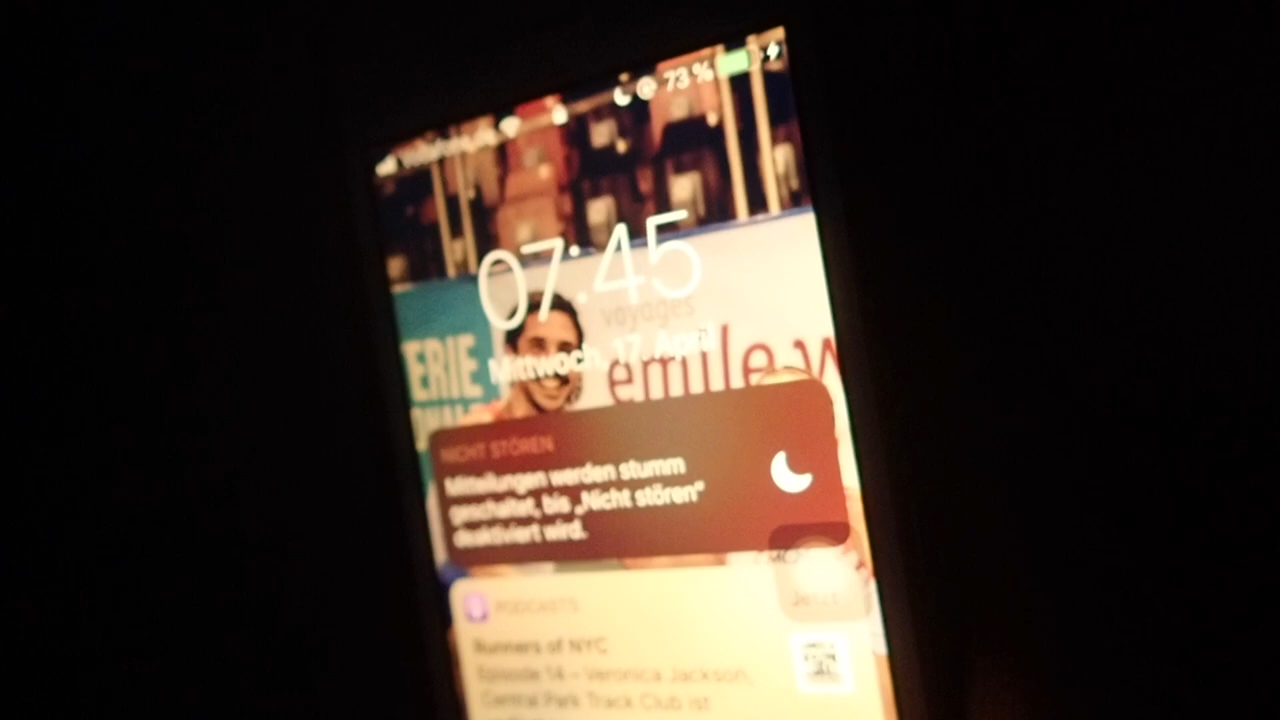 73 %
07:45
voyages
Mittwoch, 17. April
ERIE
emile w
NICHT STÖREN
Mitteilungen werden stumm
geschaltet, bis „Nicht stören“
deaktiviert wird.
PODCASTS
Jetzt
Runners of NYC
Episode 14 – Veronica Jackson,
Central Park Track Club ist